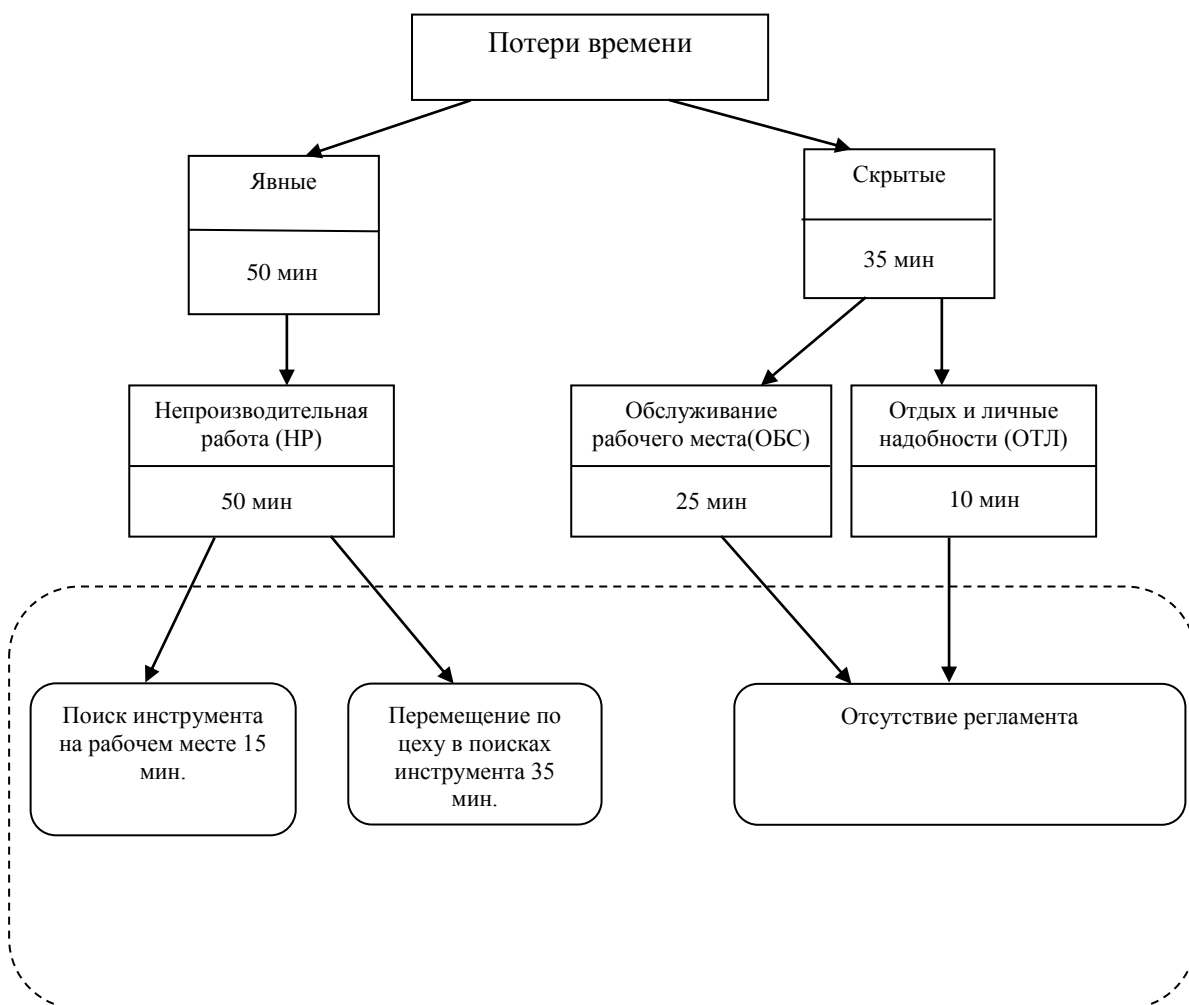 Потери времени
Явные
50 мин
Скрытые
35 мин
Непроизводительная
работа (НР)
50 мин
Обслуживание
рабочего места(ОБС)
25 мин
Отдых и личные
надобности (ОТЛ)
10 мин
Поиск инструмента
на рабочем месте 15
мин.
Перемещение по
цеху в поисках
инструмента 35
мин.
Отсутствие регламента